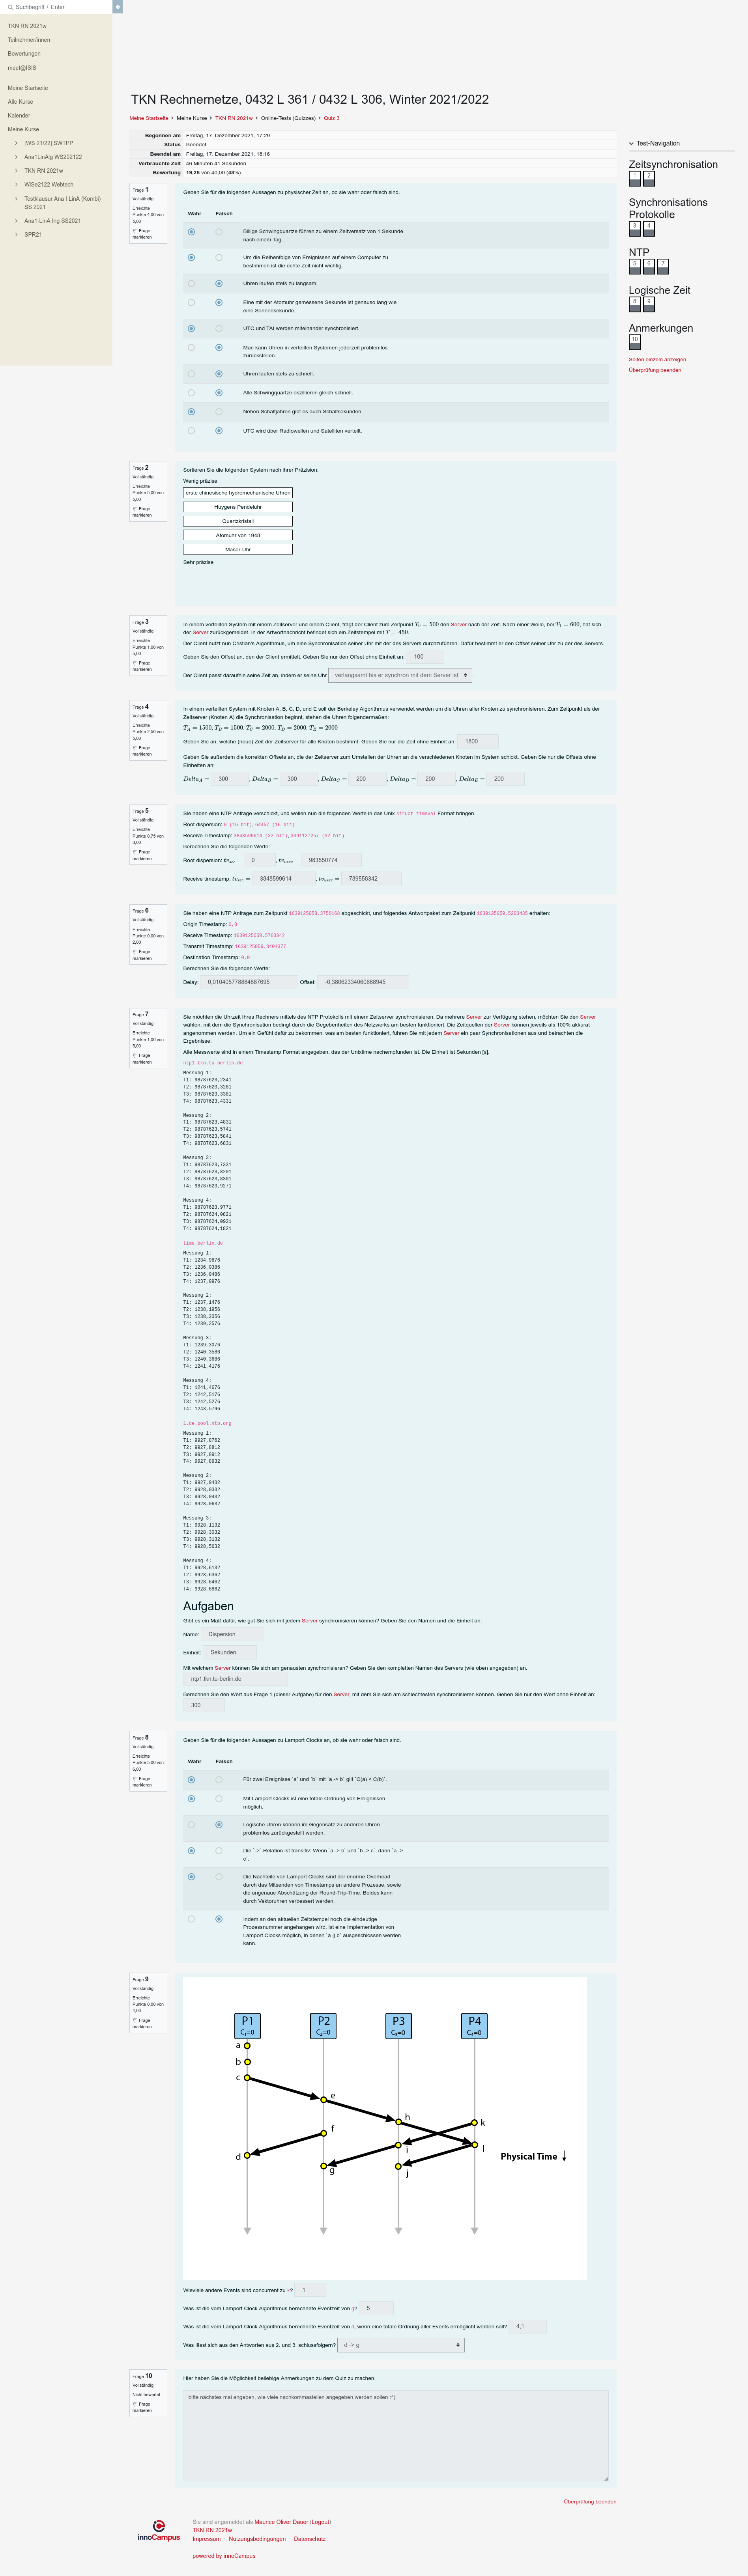 Suchbegriff + Enter
TKN RN 2021w
Teilnehmer/innen
Bewertungen
meet@ISIS
Meine Startseite
Alle Kurse
Kalender
Meine Kurse
[WS 21/22] SWTPP
Ana1LinAlg WS202122
TKN RN 2021w
WiSe2122 Webtech
Testklausur Ana I LinA (Kombi)
SS 2021
Ana1-LinA Ing SS2021
SPR21
TKN Rechnernetze, 0432 L 361 / 0432 L 306, Winter 2021/2022
Meine Startseite Meine Kurse TKN RN 2021w Online-Tests (Quizzes) Quiz 3
Begonnen am Freitag, 17. Dezember 2021, 17:29
Status Beendet
Beendet am Freitag, 17. Dezember 2021, 18:16
Verbrauchte Zeit 46 Minuten 41 Sekunden
Bewertung 19,25 von 40,00 (48%)
Test-Navigation
Zeitsynchronisation
1 2
Synchronisations
Protokolle
3 4
NTP
5 6 7
Logische Zeit
8 9
Anmerkungen
10
Seiten einzeln anzeigen
Überprüfung beenden
Frage 1
Vollständig
Erreichte
Punkte 4,00 von
5,00
Frage
markieren
Geben Sie für die folgenden Aussagen zu physischer Zeit an, ob sie wahr oder falsch sind.
Wahr Falsch
Billige Schwingquartze führen zu einem Zeitversatz von 1 Sekunde
nach einem Tag.
Um die Reihenfolge von Ereignissen auf einem Computer zu
bestimmen ist die echte Zeit nicht wichtig.
Uhren laufen stets zu langsam.
Eine mit der Atomuhr gemessene Sekunde ist genauso lang wie
eine Sonnensekunde.
UTC und TAI werden miteinander synchronisiert.
Man kann Uhren in verteilten Systemen jederzeit problemlos
zurückstellen.
Uhren laufen stets zu schnell.
Alle Schwingquartze oszillieren gleich schnell.
Neben Schaltjahren gibt es auch Schaltsekunden.
UTC wird über Radiowellen und Satelliten verteilt.
Frage 2
Vollständig
Erreichte
Punkte 5,00 von
5,00
Frage
markieren
Sortieren Sie die folgenden System nach ihrer Präzision:
Wenig präzise
erste chinesische hydromechanische Uhren
Huygens Pendeluhr
Quartzkristall
Atomuhr von 1948
Maser-Uhr
Sehr präzise
Frage 3
Vollständig
Erreichte
Punkte 1,00 von
5,00
Frage
markieren
In einem verteilten System mit einem Zeitserver und einem Client, fragt der Client zum Zeitpunkt T0 = 500 den Server nach der Zeit. Nach einer Weile, bei T1 = 600, hat sich
der Server zurückgemeldet. In der Antwortnachricht befindet sich ein Zeitstempel mit T = 450.
Der Client nutzt nun Cristian's Algorithmus, um eine Synchronisation seiner Uhr mit der des Servers durchzuführen. Dafür bestimmt er den Offset seiner Uhr zu der des Servers.
Geben Sie den Offset an, den der Client ermittelt. Geben Sie nur den Offset ohne Einheit an: 100
Der Client passt daraufhin seine Zeit an, indem er seine Uhr verlangsamt bis er synchron mit dem Server ist .
Frage 4
Vollständig
Erreichte
Punkte 2,50 von
5,00
Frage
markieren
In einem verteilten System mit Knoten A, B, C, D, und E soll der Berkeley Algorithmus verwendet werden um die Uhren aller Knoten zu synchronisieren. Zum Zeitpunkt als der
Zeitserver (Knoten A) die Synchronisation beginnt, stehen die Uhren folgendermaßen:
TA = 1500, TB = 1500, TC = 2000, TD = 2000, TE = 2000
Geben Sie an, welche (neue) Zeit der Zeitserver für alle Knoten bestimmt. Geben Sie nur die Zeit ohne Einheit an: 1800
Geben Sie außerdem die korrekten Offsets an, die der Zeitserver zum Umstellen der Uhren an die verschiedenen Knoten im System schickt. Geben Sie nur die Offsets ohne
Einheiten an:
DeltaA = 300 , DeltaB = 300 , DeltaC = 200 , DeltaD = 200 , DeltaE = 200
Frage 5
Vollständig
Erreichte
Punkte 0,75 von
3,00
Frage
markieren
Sie haben eine NTP Anfrage verschickt, und wollen nun die folgenden Werte in das Unix struct timeval Format bringen.
Root dispersion: 0 (16 bit), 64457 (16 bit)
Receive Timestamp: 3848599614 (32 bit), 3391127257 (32 bit)
Berechnen Sie die folgenden Werte:
Root dispersion: tvsec = 0 , tvusec = 983550774
Receive timestamp: tvsec = 3848599614 , tvusec = 789558342
Frage 6
Vollständig
Erreichte
Punkte 0,00 von
2,00
Frage
markieren
Sie haben eine NTP Anfrage zum Zeitpunkt 1639125058.3750168 abgeschickt, und folgendes Antwortpaket zum Zeitpunkt 1639125059.5203435 erhalten:
Origin Timestamp: 0,0
Receive Timestamp: 1639125058.5763342
Transmit Timestamp: 1639125059.3404377
Destination Timestamp: 0,0
Berechnen Sie die folgenden Werte:
Delay: 0,010405778884887695 Offset: -0,38062334060668945
Frage 7
Vollständig
Erreichte
Punkte 1,00 von
5,00
Frage
markieren
Sie möchten die Uhrzeit Ihres Rechners mittels des NTP Protokolls mit einem Zeitserver synchronisieren. Da mehrere Server zur Verfügung stehen, möchten Sie den Server
wählen, mit dem die Synchronisation bedingt durch die Gegebenheiten des Netzwerks am besten funktioniert. Die Zeitquellen der Server können jeweils als 100% akkurat
angenommen werden. Um ein Gefühl dafür zu bekommen, was am besten funktioniert, führen Sie mit jedem Server ein paar Synchronisationen aus und betrachten die
Ergebnisse.
Alle Messwerte sind in einem Timestamp Format angegeben, das der Unixtime nachempfunden ist. Die Einheit ist Sekunden [s].
ntp1.tkn.tu-berlin.de
Messung 1:
T1: 98787623,2341
T2: 98787623,3281
T3: 98787623,3381
T4: 98787623,4331
Messung 2:
T1: 98787623,4831
T2: 98787623,5741
T3: 98787623,5841
T4: 98787623,6831
Messung 3:
T1: 98787623,7331
T2: 98787623,8201
T3: 98787623,8301
T4: 98787623,9271
Messung 4:
T1: 98787623,9771
T2: 98787624,0821
T3: 98787624,0921
T4: 98787624,1821
time.berlin.de
Messung 1:
T1: 1234,9876
T2: 1236,0386
T3: 1236,0486
T4: 1237,0976
Messung 2:
T1: 1237,1476
T2: 1238,1956
T3: 1238,2056
T4: 1239,2576
Messung 3:
T1: 1239,3076
T2: 1240,3586
T3: 1240,3686
T4: 1241,4176
Messung 4:
T1: 1241,4676
T2: 1242,5176
T3: 1242,5276
T4: 1243,5796
1.de.pool.ntp.org
Messung 1:
T1: 9927,8762
T2: 9927,8812
T3: 9927,8912
T4: 9927,8932
Messung 2:
T1: 9927,9432
T2: 9928,0332
T3: 9928,0432
T4: 9928,0632
Messung 3:
T1: 9928,1132
T2: 9928,3032
T3: 9928,3132
T4: 9928,5632
Messung 4:
T1: 9928,6132
T2: 9928,6362
T3: 9928,6462
T4: 9928,6662
Aufgaben
Gibt es ein Maß dafür, wie gut Sie sich mit jedem Server synchronisieren können? Geben Sie den Namen und die Einheit an:
Name: Dispersion
Einheit: Sekunden
Mit welchem Server können Sie sich am genausten synchronisieren? Geben Sie den kompletten Namen des Servers (wie oben angegeben) an.
ntp1.tkn.tu-berlin.de
Berechnen Sie den Wert aus Frage 1 (dieser Aufgabe) für den Server, mit dem Sie sich am schlechtesten synchronisieren können. Geben Sie nur den Wert ohne Einheit an:
300
Frage 8
Vollständig
Erreichte
Punkte 5,00 von
6,00
Frage
markieren
Geben Sie für die folgenden Aussagen zu Lamport Clocks an, ob sie wahr oder falsch sind.
Wahr Falsch
Für zwei Ereignisse `a` und `b` mit `a -> b` gilt `C(a) < C(b)`.
Mit Lamport Clocks ist eine totale Ordnung von Ereignissen
möglich.
Logische Uhren können im Gegensatz zu anderen Uhren
problemlos zurückgestellt werden.
Die `->`-Relation ist transitiv: Wenn `a -> b` und `b -> c`, dann `a ->
c`.
Die Nachteile von Lamport Clocks sind der enorme Overhead
durch das Mitsenden von Timestamps an andere Prozesse, sowie
die ungenaue Abschätzung der Round-Trip-Time. Beides kann
durch Vektoruhren verbessert werden.
Indem an den aktuellen Zeitstempel noch die eindeutige
Prozessnummer angehangen wird, ist eine Implementation von
Lamport Clocks möglich, in denen `a || b` ausgeschlossen werden
kann.
Frage 9
Vollständig
Erreichte
Punkte 0,00 von
4,00
Frage
markieren
P1 P2 P3 P4
C1=0 C2=0 C3=0 C4=0
a
b
c
e
h k
f
d i l
g j
Physical Time
Wieviele andere Events sind concurrent zu k? 1
Was ist die vom Lamport Clock Algorithmus berechnete Eventzeit von g? 5
Was ist die vom Lamport Clock Algorithmus berechnete Eventzeit von d, wenn eine totale Ordnung aller Events ermöglicht werden soll? 4,1
Was lässt sich aus den Antworten aus 2. und 3. schlussfolgern? d -> g
Frage 10
Vollständig
Nicht bewertet
Frage
markieren
Hier haben Sie die Möglichkeit beliebige Anmerkungen zu dem Quiz zu machen.
bitte nächstes mal angeben, wie viele nachkommastellen angegeben werden sollen :^)
Überprüfung beenden
innoCampus
Sie sind angemeldet als Maurice Oliver Dauer (Logout)
TKN RN 2021w
Impressum · Nutzungsbedingungen · Datenschutz
powered by innoCampus